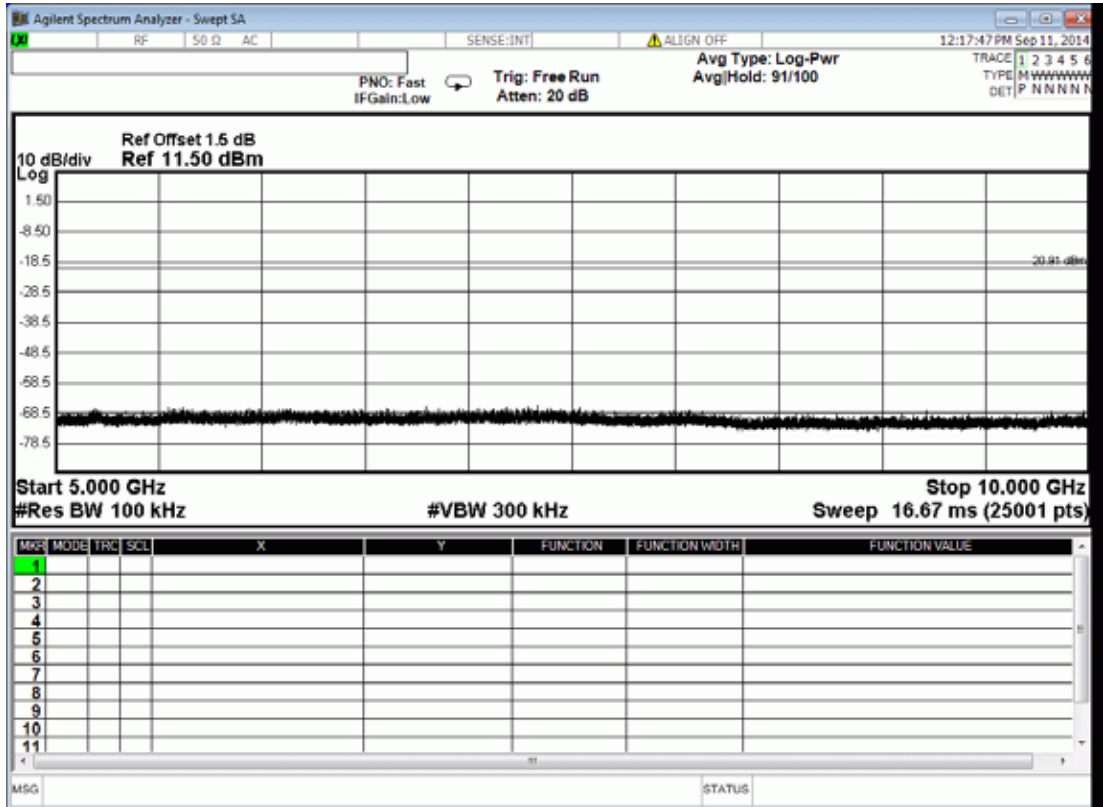 Agilent Spectrum Analyzer - Swept SA
LXI RF 50 Ω AC SENSE:INT ALIGN OFF 12:17:47 PM Sep 11, 2014
PNO: Fast
IFGain:Low
Trig: Free Run
Atten: 20 dB
Avg Type: Log-Pwr
Avg|Hold: 91/100
TRACE 1 2 3 4 5 6
TYPE M WWWWW
DET P N N N N N
Ref Offset 1.5 dB
10 dB/div Ref 11.50 dBm
Log
1.50
-8.50
-18.5
20.91 dBm
-28.5
-38.5
-48.5
-58.5
-68.5
-78.5
Start 5.000 GHz Stop 10.000 GHz
#Res BW 100 kHz #VBW 300 kHz Sweep 16.67 ms (25001 pts)
MKR MODE TRC SCL X Y FUNCTION FUNCTION WIDTH FUNCTION VALUE
1
2
3
4
5
6
7
8
9
10
11
MSG STATUS